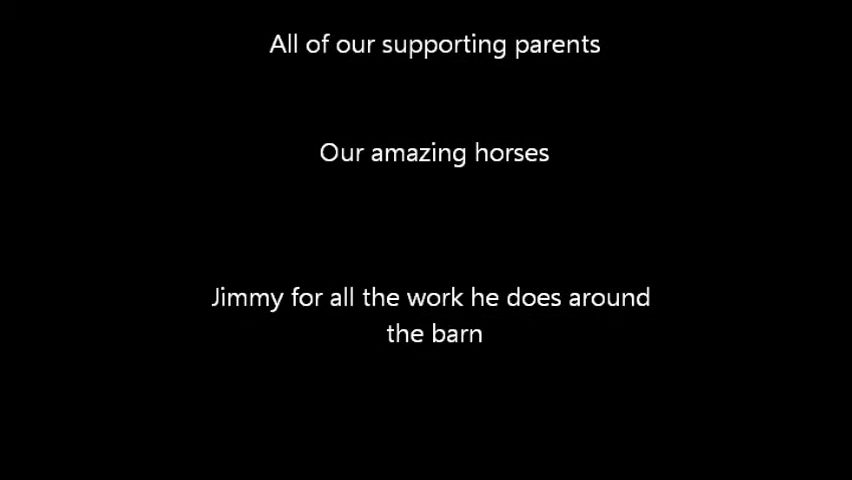 All of our supporting parents
Our amazing horses
Jimmy for all the work he does around
the barn